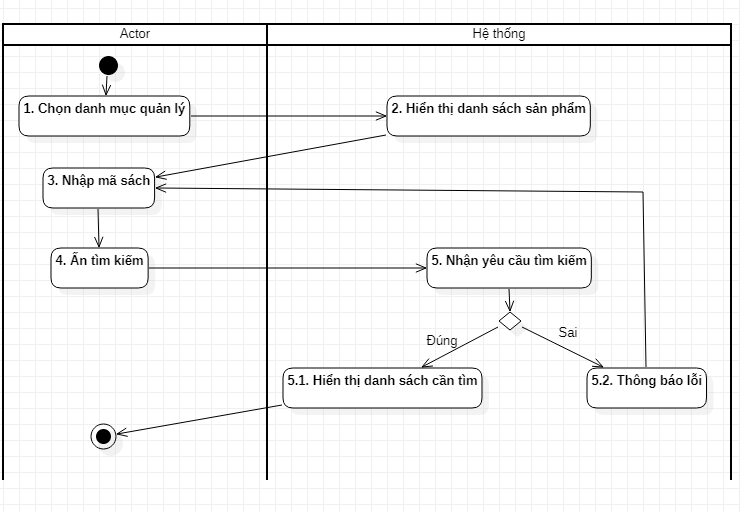 Actor
Hệ thống
1. Chọn danh mục quản lý
2. Hiển thị danh sách sản phẩm
3. Nhập mã sách
4. Ấn tìm kiếm
5. Nhận yêu cầu tìm kiếm
Đúng
Sai
5.1. Hiển thị danh sách cần tìm
5.2. Thông báo lỗi